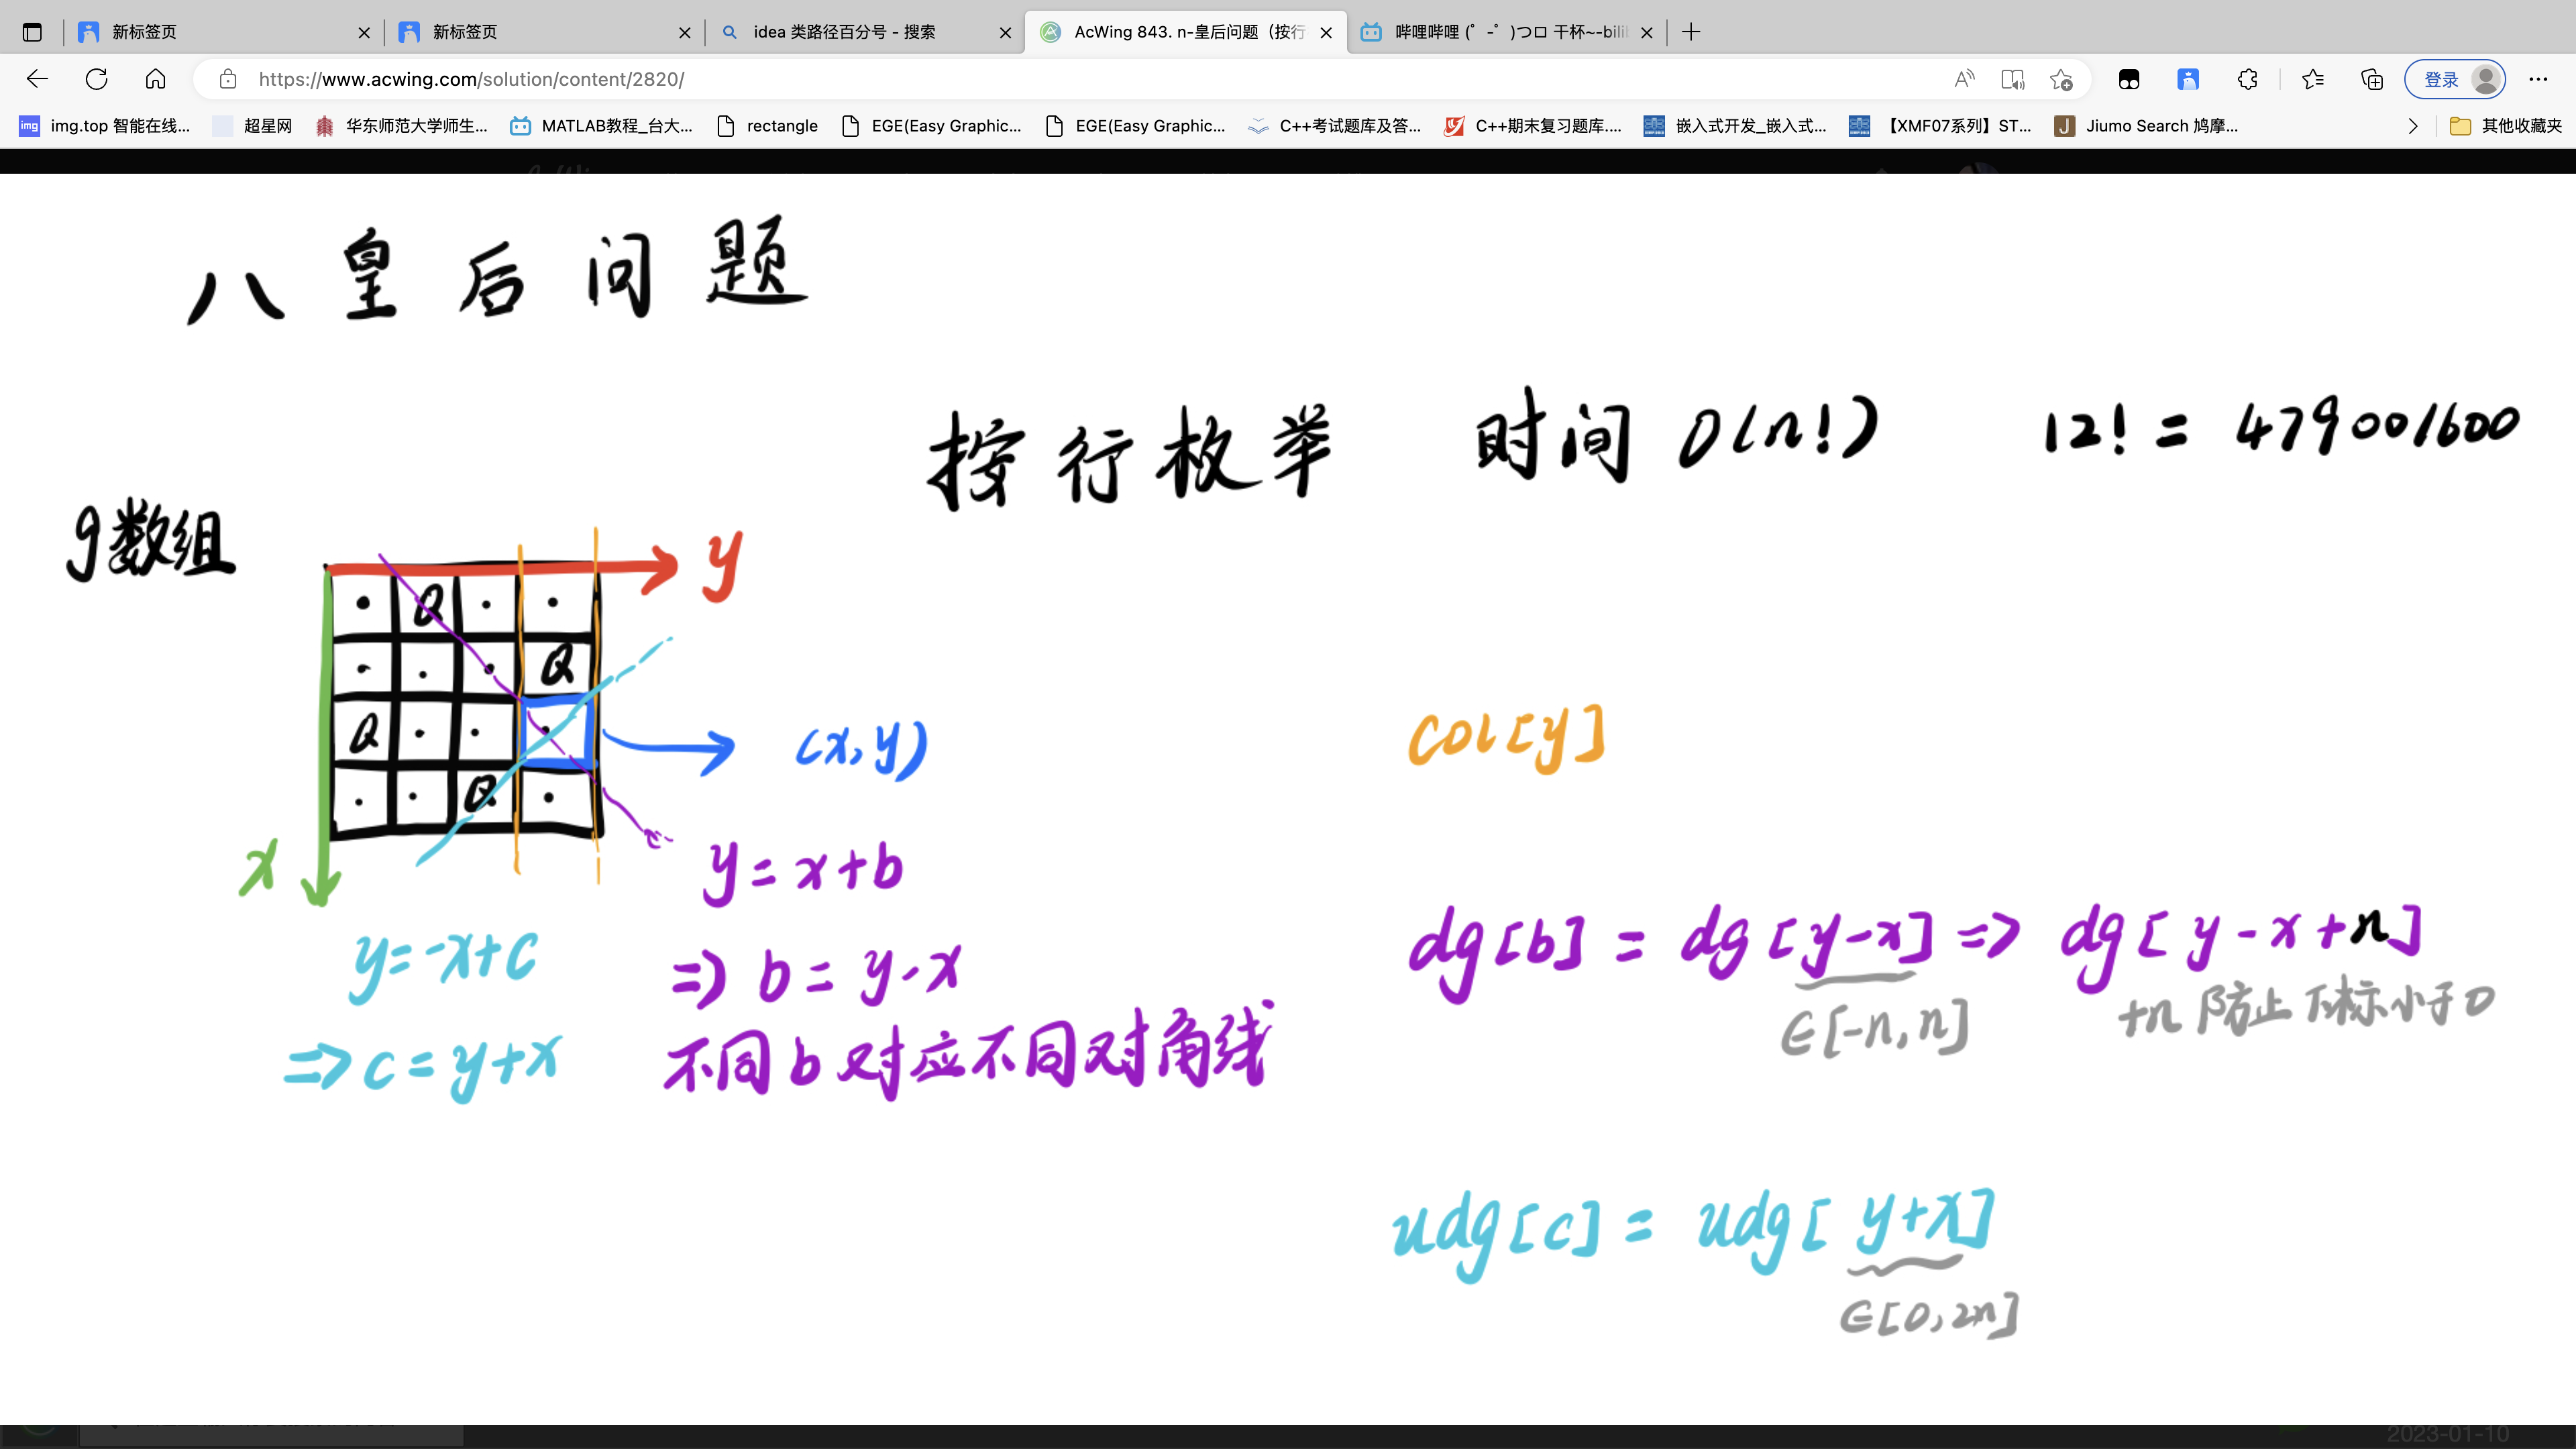 新标签页
新标签页
idea 类路径百分号 - 搜索
AcWing 843. n-皇后问题（按行
哔哩哔哩 (゜-゜)つロ 干杯~-bili
https://www.acwing.com/solution/content/2820/
登录
img.top 智能在线...
超星网
华东师范大学师生...
MATLAB教程_台大...
rectangle
EGE(Easy Graphic...
EGE(Easy Graphic...
C++考试题库及答...
C++期末复习题库....
嵌入式开发_嵌入式...
【XMF07系列】ST...
Jiumo Search 鸠摩...
其他收藏夹
八皇后问题
按行枚举 时间 O(n!) 12! = 479001600
g数组
y
Q
Q
Q
Q
(x,y)
x
y=x+b
y=-x+c
=> b=y-x
=> c=y+x
不同b对应不同对角线
col[y]
dg[b] = dg[y-x] => dg[y-x+n]
∈[-n,n]
+n 防止下标小于0
udg[c] = udg[y+x]
∈[0,2n]
2023-01-10